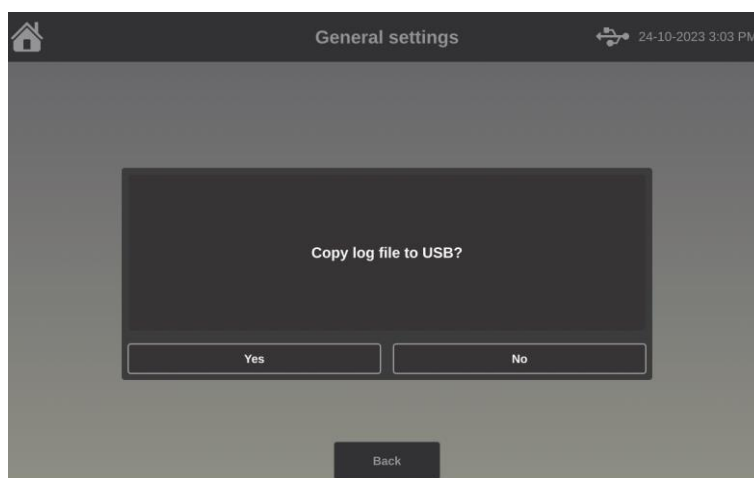 General settings
24-10-2023 3:03 PM
Copy log file to USB?
Yes
No
Back